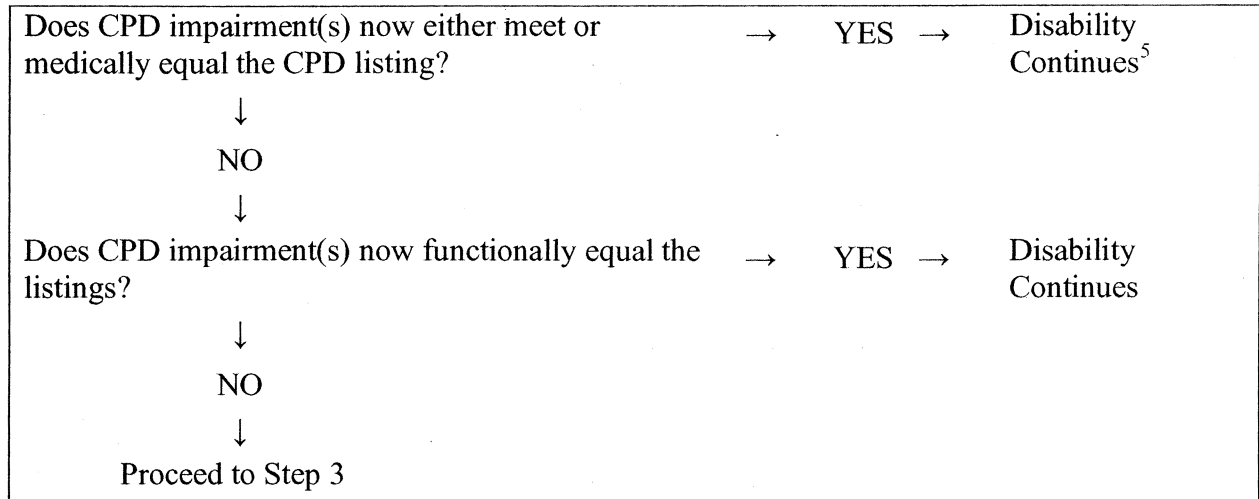 Does CPD impairment(s) now either meet or → YES → Disability
medically equal the CPD listing? Continues⁵
↓
NO
↓
Does CPD impairment(s) now functionally equal the → YES → Disability
listings? Continues
↓
NO
↓
Proceed to Step 3